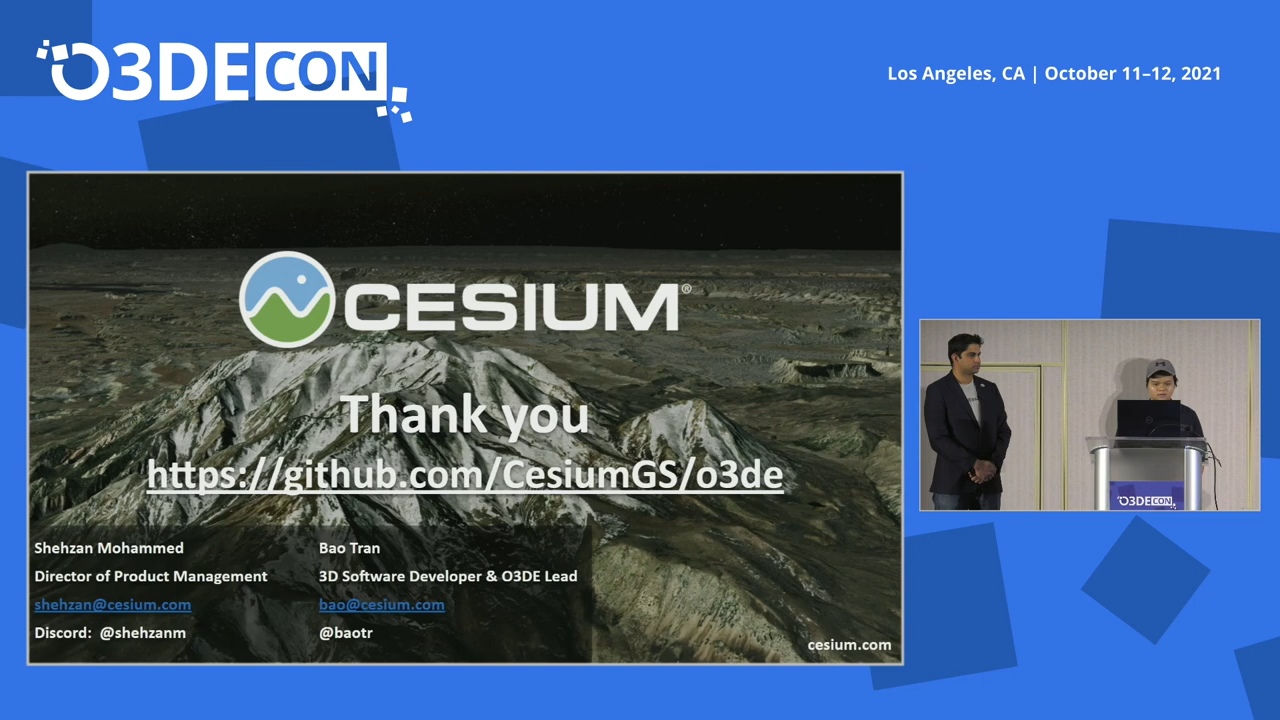 O3DECON
Los Angeles, CA | October 11–12, 2021
CESIUM®
Thank you
https://github.com/CesiumGS/o3de
Shehzan Mohammed
Director of Product Management
shehzan@cesium.com
Discord: @shehzanm
Bao Tran
3D Software Developer & O3DE Lead
bao@cesium.com
@baotr
cesium.com
O3DECON